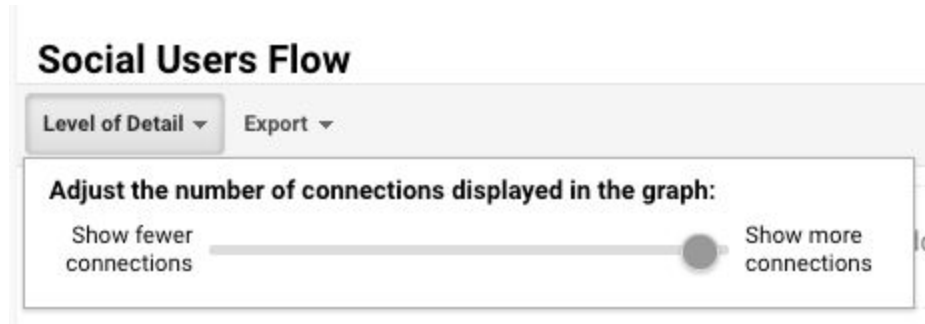 Social Users Flow
Level of Detail
Export
Adjust the number of connections displayed in the graph:
Show fewer
connections
Show more
connections